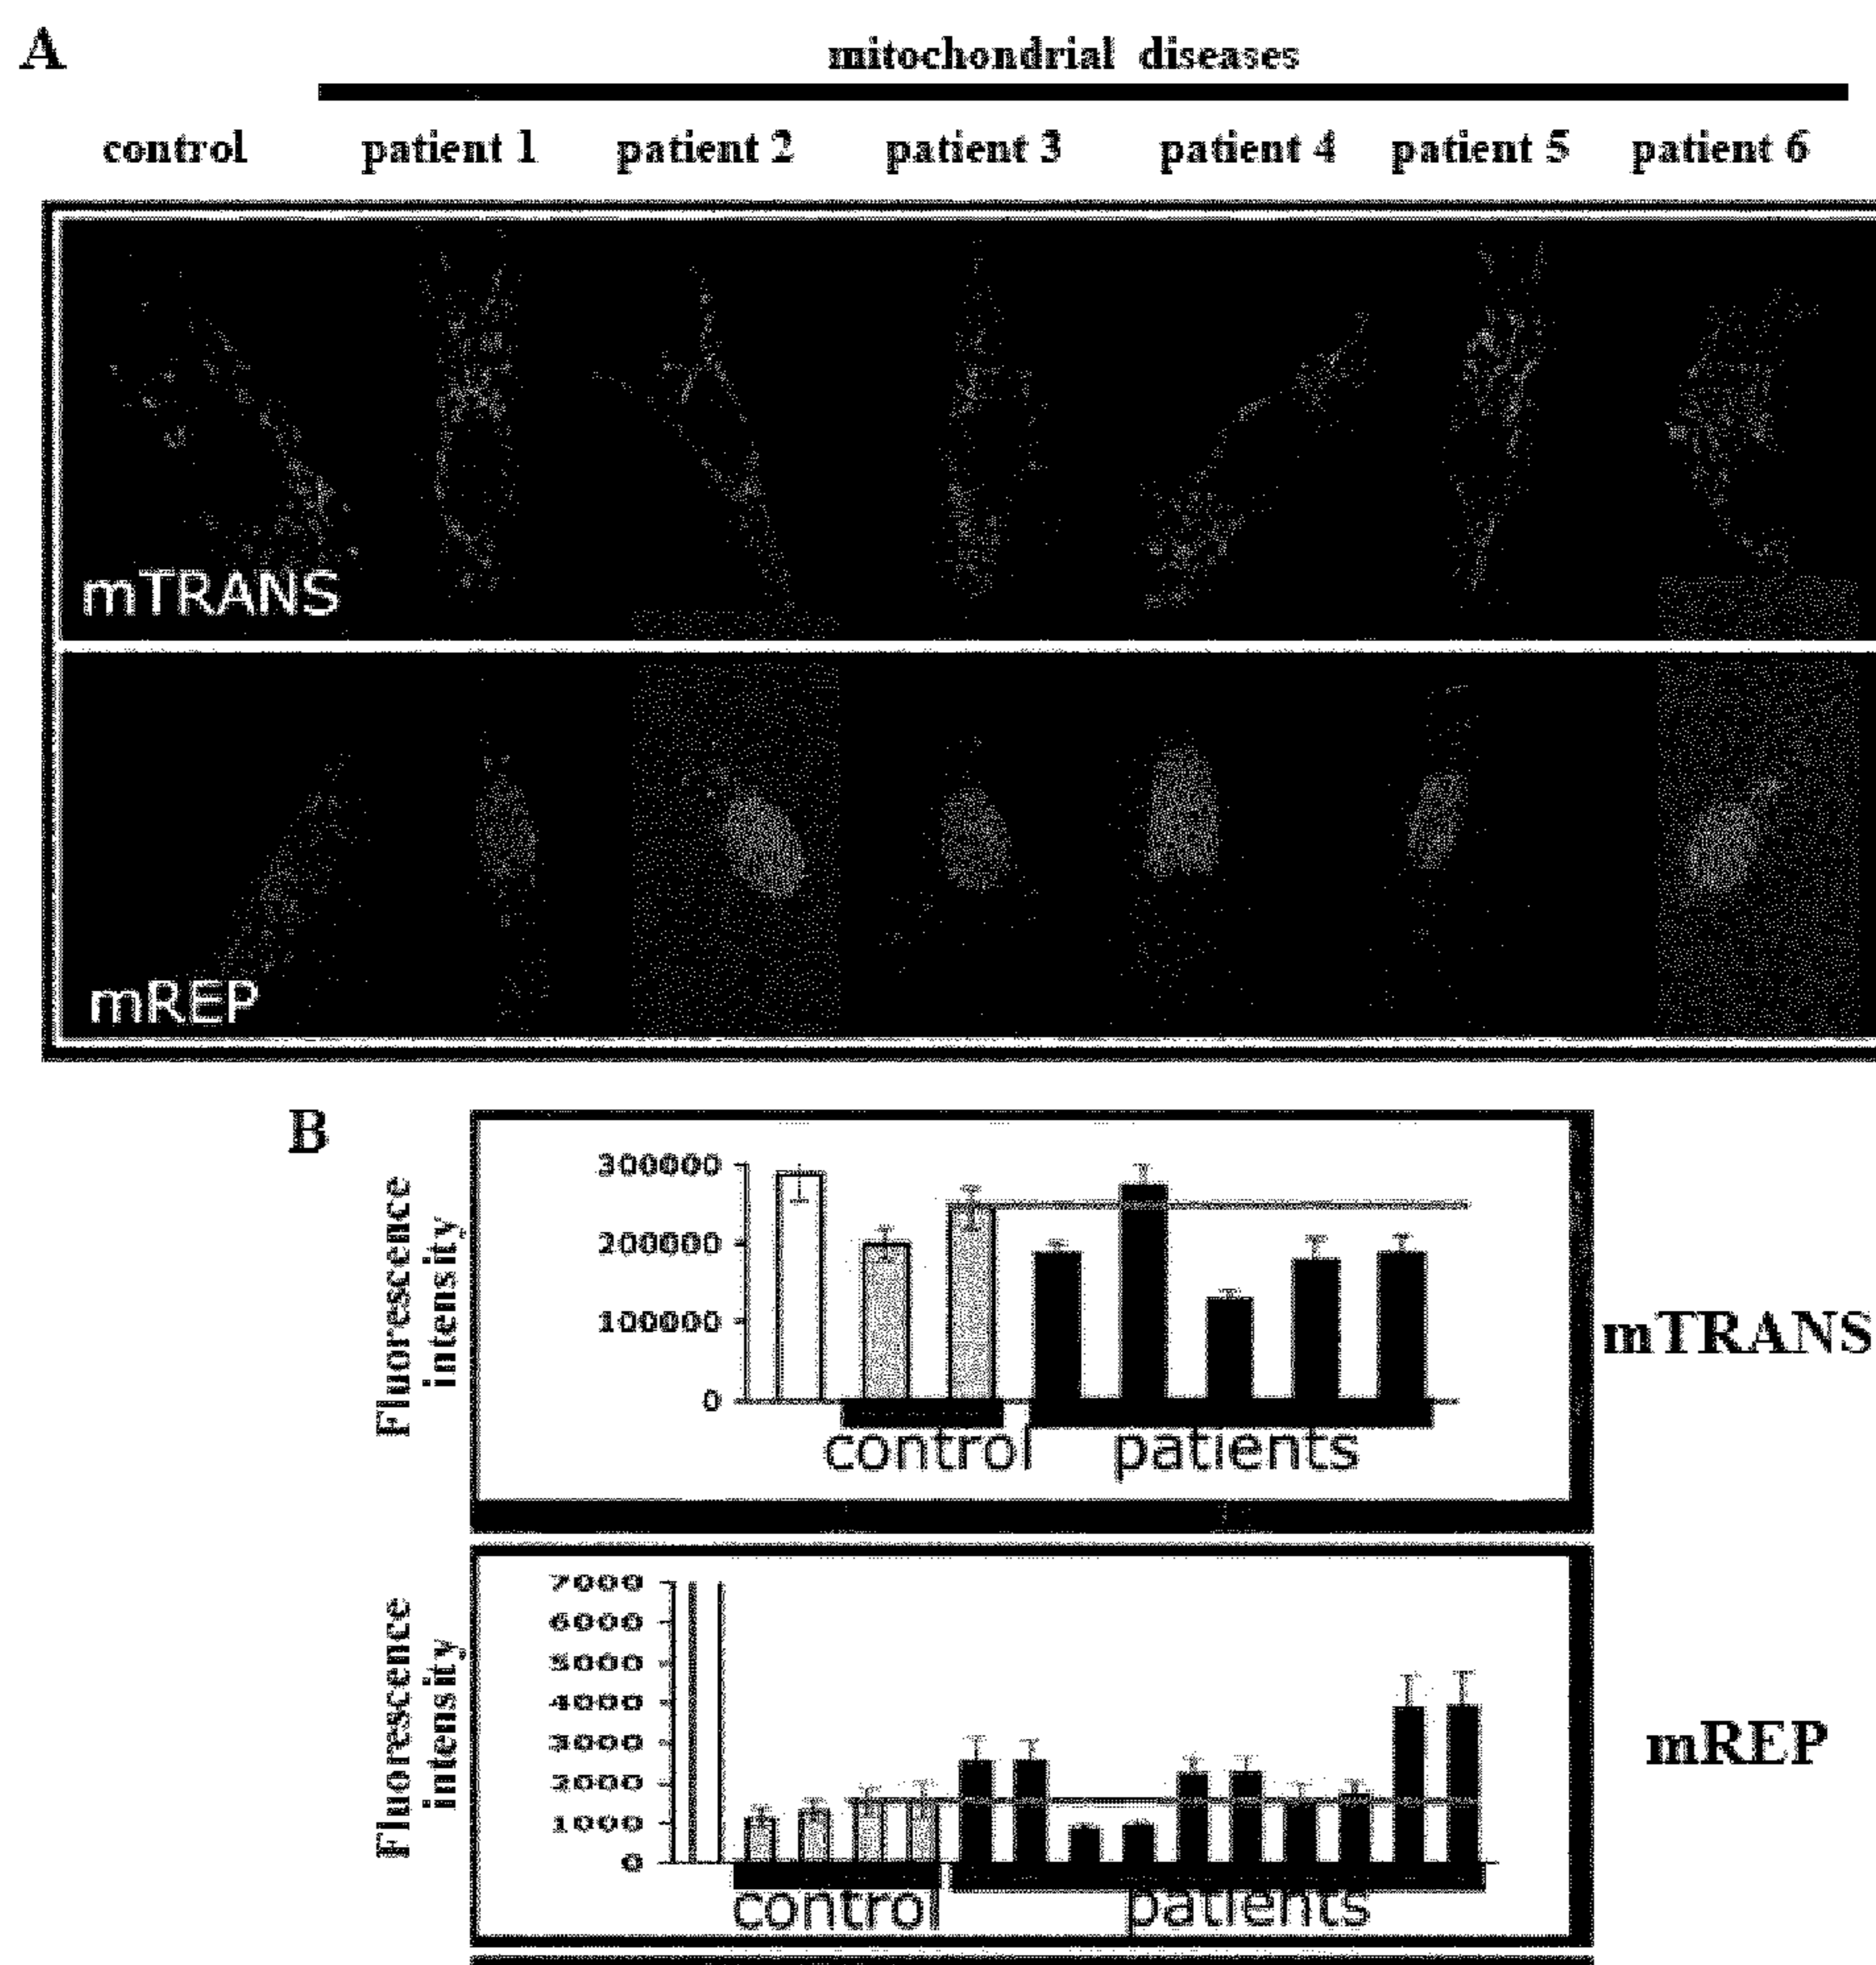 A
mitochondrial diseases
control patient 1 patient 2 patient 3 patient 4 patient 5 patient 6
mTRANS
mREP
B
Fluorescence
intensity
300000
200000
100000
0
control patients
mTRANS
Fluorescence
intensity
7000
6000
5000
4000
3000
2000
1000
0
control patients
mREP